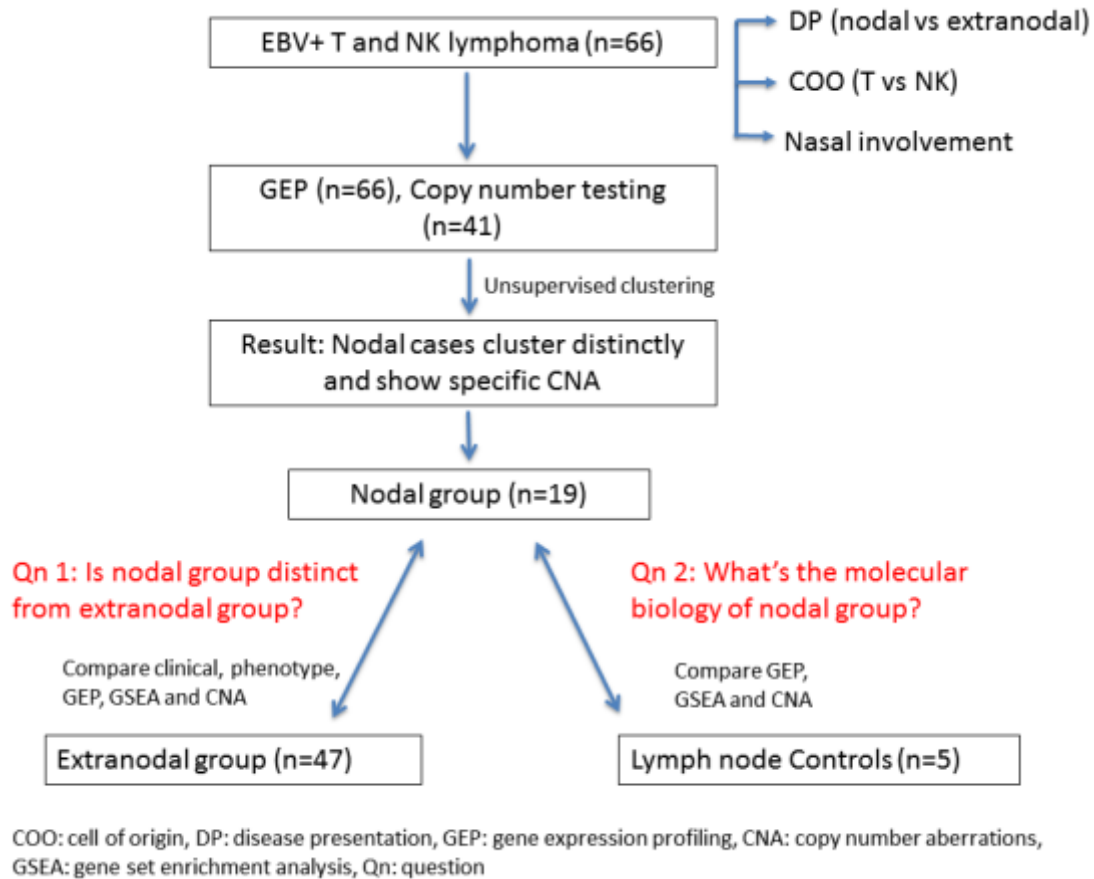 EBV+ T and NK lymphoma (n=66)
DP (nodal vs extranodal)
COO (T vs NK)
Nasal involvement
GEP (n=66), Copy number testing
(n=41)
Unsupervised clustering
Result: Nodal cases cluster distinctly
and show specific CNA
Nodal group (n=19)
Qn 1: Is nodal group distinct
from extranodal group?
Qn 2: What's the molecular
biology of nodal group?
Compare clinical, phenotype,
GEP, GSEA and CNA
Compare GEP,
GSEA and CNA
Extranodal group (n=47)
Lymph node Controls (n=5)
COO: cell of origin, DP: disease presentation, GEP: gene expression profiling, CNA: copy number aberrations,
GSEA: gene set enrichment analysis, Qn: question